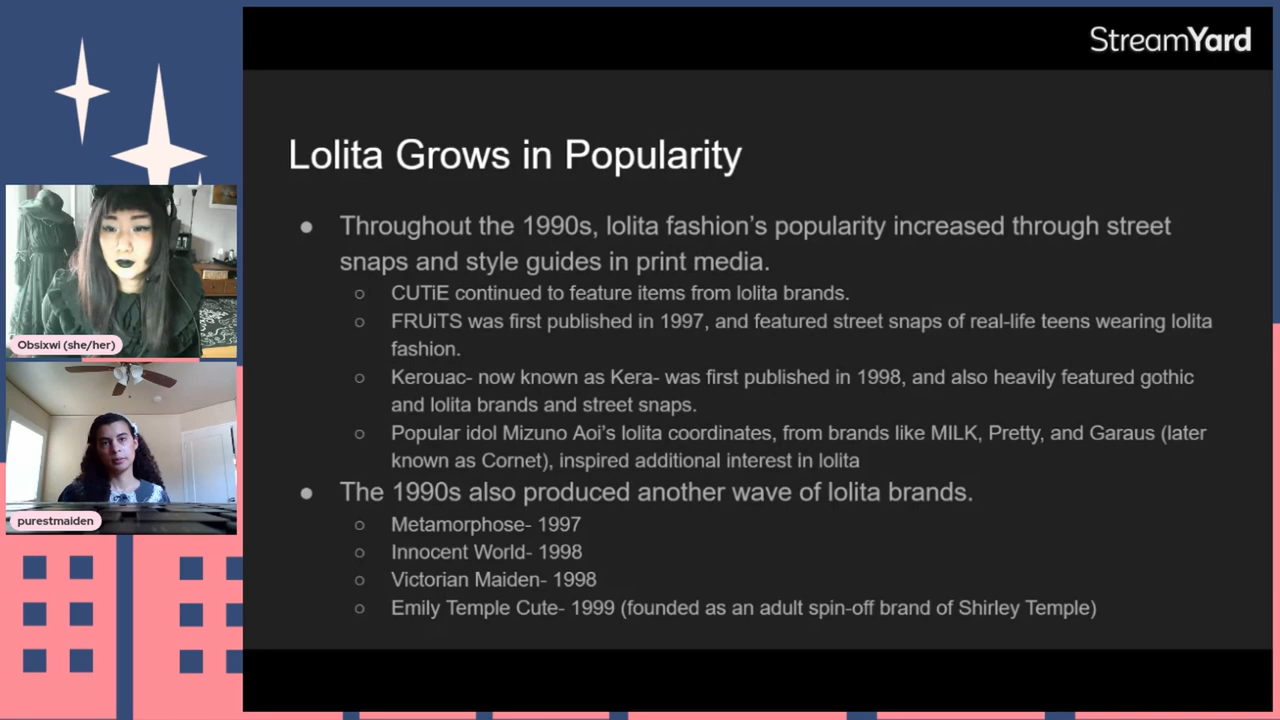 StreamYard
Lolita Grows in Popularity
● Throughout the 1990s, lolita fashion's popularity increased through street
snaps and style guides in print media.
○ CUTiE continued to feature items from lolita brands.
○ FRUiTS was first published in 1997, and featured street snaps of real-life teens wearing lolita
fashion.
○ Kerouac- now known as Kera- was first published in 1998, and also heavily featured gothic
and lolita brands and street snaps.
○ Popular idol Mizuno Aoi's lolita coordinates, from brands like MILK, Pretty, and Garaus (later
known as Cornet), inspired additional interest in lolita
● The 1990s also produced another wave of lolita brands.
○ Metamorphose- 1997
○ Innocent World- 1998
○ Victorian Maiden- 1998
○ Emily Temple Cute- 1999 (founded as an adult spin-off brand of Shirley Temple)
Obsixwi (she/her)
purestmaiden